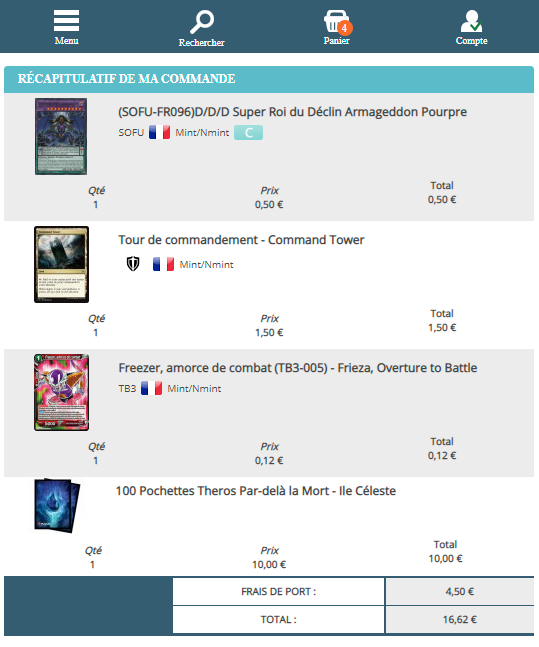 Menu
Rechercher
4
Panier
Compte
RÉCAPITULATIF DE MA COMMANDE
(SOFU-FR096)D/D/D Super Roi du Déclin Armageddon Pourpre
SOFU Mint/Nmint C
Qté Prix Total
1 0,50 € 0,50 €
Tour de commandement - Command Tower
Mint/Nmint
Qté Prix Total
1 1,50 € 1,50 €
Freezer, amorce de combat (TB3-005) - Frieza, Overture to Battle
TB3 Mint/Nmint
Qté Prix Total
1 0,12 € 0,12 €
100 Pochettes Theros Par-delà la Mort - Ile Céleste
Qté Prix Total
1 10,00 € 10,00 €
FRAIS DE PORT : 4,50 €
TOTAL : 16,62 €